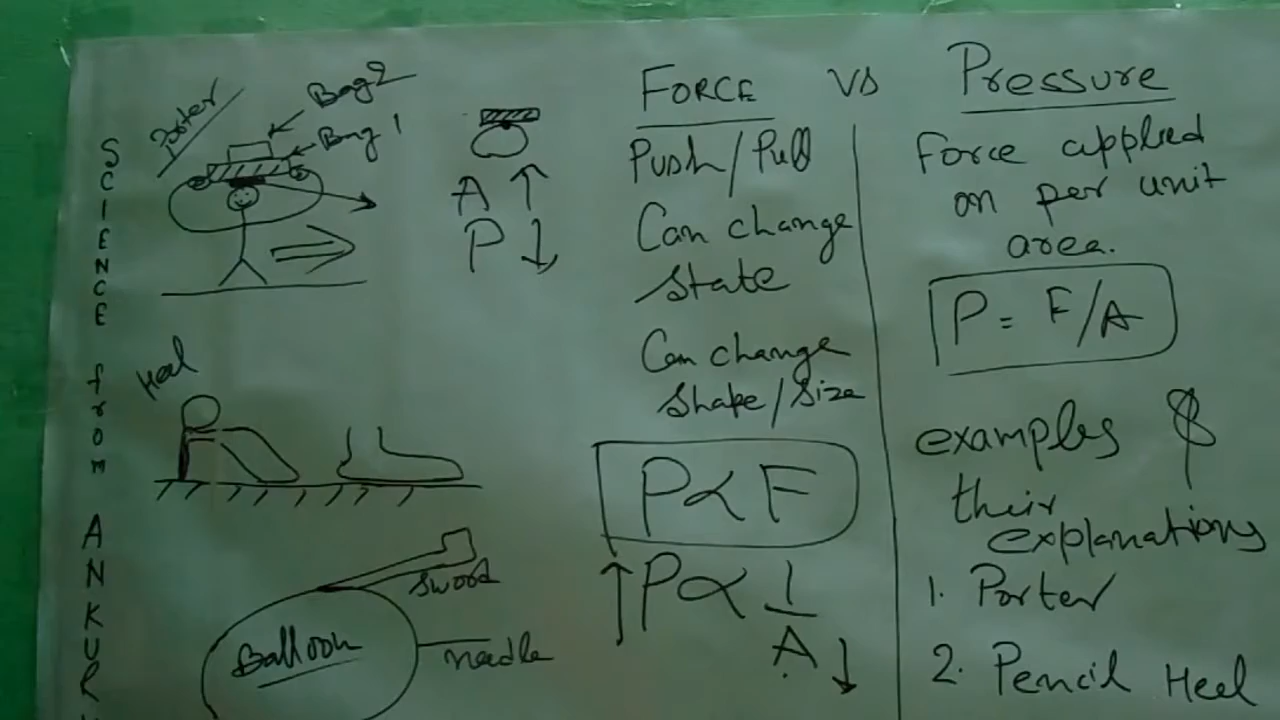 SCIENCE from ANKUR
Porter
Bag 2
Bag 1
A ↑
P ↓
Heel
sword
Balloon
needle
FORCE vs Pressure
Push/Pull
Can change
state
Can change
shape/size
P ∝ F
↑ P ∝ 1/A ↓
Force applied
on per unit
area.
P = F/A
examples &
their
explanations
1. Porter
2. Pencil Heel